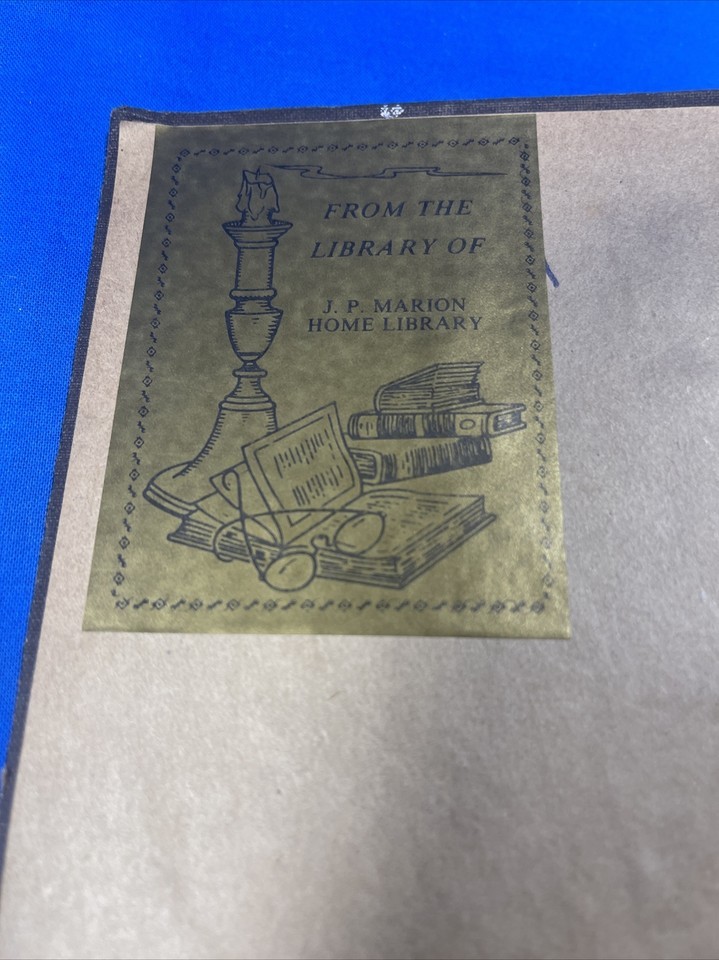 FROM THE
LIBRARY OF
J. P. MARION
HOME LIBRARY